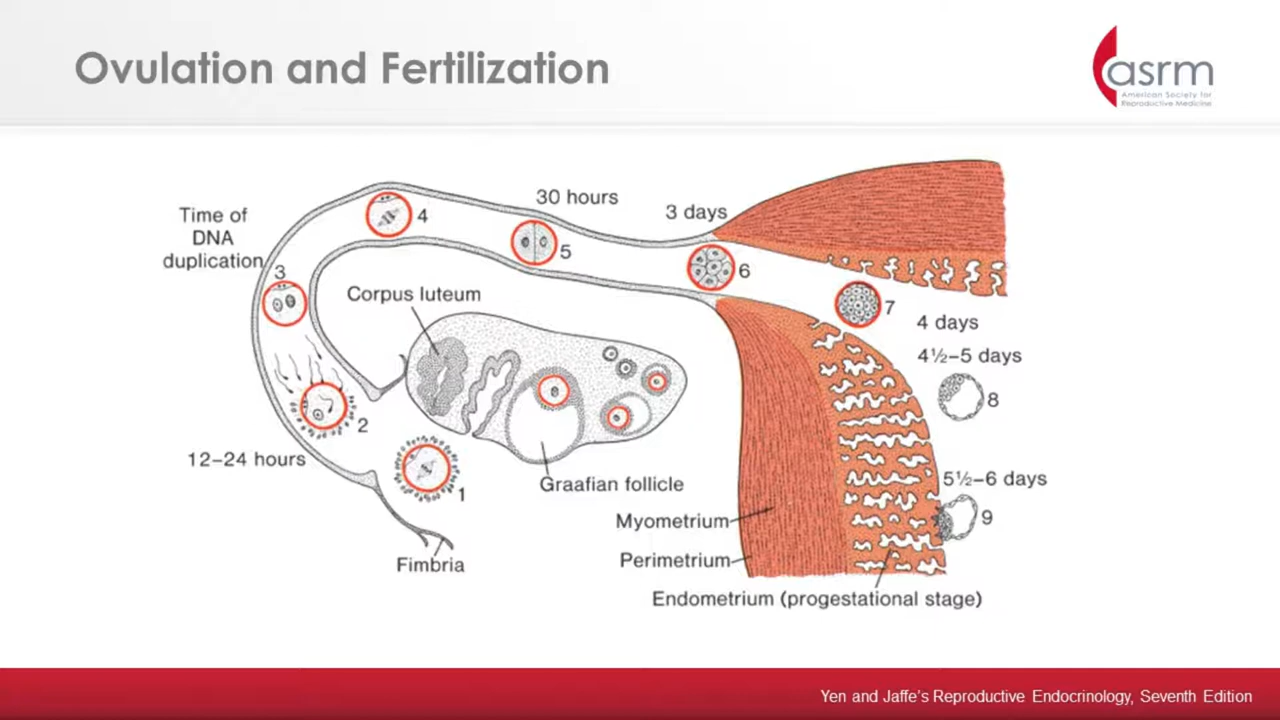 Ovulation and Fertilization
asrm
American Society for
Reproductive Medicine
30 hours
3 days
Time of
DNA
duplication
4
5
6
3
7
Corpus luteum
4 days
4½–5 days
8
2
12–24 hours
1
Graafian follicle
5½–6 days
9
Myometrium
Perimetrium
Fimbria
Endometrium (progestational stage)
Yen and Jaffe's Reproductive Endocrinology, Seventh Edition